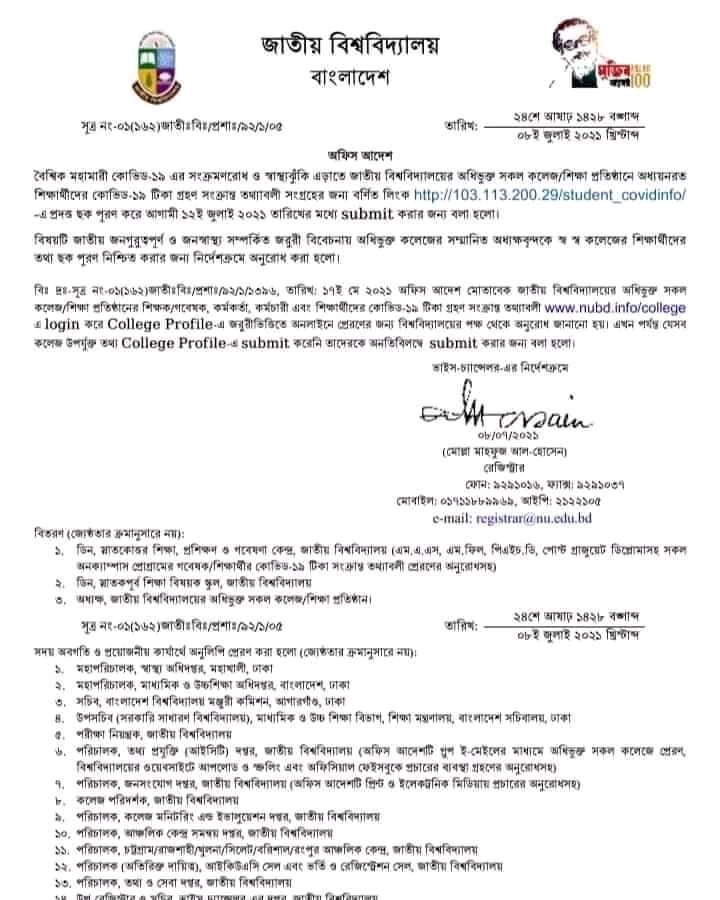 জাতীয় বিশ্ববিদ্যালয়
বাংলাদেশ
মুজিব
100
সূত্র নং-০১(১৬২)জাতীঃবিঃ/প্রশাঃ/৯২/১/০৫
তারিখ: ২৪শে আষাঢ় ১৪২৮ বঙ্গাব্দ
০৮ই জুলাই ২০২১ খ্রিস্টাব্দ
অফিস আদেশ
বৈশ্বিক মহামারী কোভিড-১৯ এর সংক্রমণরোধ ও স্বাস্থ্যঝুঁকি এড়াতে জাতীয় বিশ্ববিদ্যালয়ের অধিভুক্ত সকল কলেজ/শিক্ষা প্রতিষ্ঠানে অধ্যয়নরত
শিক্ষার্থীদের কোভিড-১৯ টিকা গ্রহণ সংক্রান্ত তথ্যাবলী সংগ্রহের জন্য বর্ণিত লিংক http://103.113.200.29/student_covidinfo/
-এ প্রদত্ত ছক পূরণ করে আগামী ১২ই জুলাই ২০২১ তারিখের মধ্যে submit করার জন্য বলা হলো।
বিষয়টি জাতীয় জনগুরুত্বপূর্ণ ও জনস্বাস্থ্য সম্পর্কিত জরুরী বিবেচনায় অধিভুক্ত কলেজের সম্মানিত অধ্যক্ষবৃন্দকে স্ব স্ব কলেজের শিক্ষার্থীদের
তথ্য ছক পূরণ নিশ্চিত করার জন্য নির্দেশক্রমে অনুরোধ করা হলো।
বিঃ দ্রঃ-সূত্র নং-০১(১৬২)জাতীঃবিঃ/প্রশাঃ/৯২/১/১৩৯৬, তারিখ: ১৭ই মে ২০২১ অফিস আদেশ মোতাবেক জাতীয় বিশ্ববিদ্যালয়ের অধিভুক্ত সকল
কলেজ/শিক্ষা প্রতিষ্ঠানের শিক্ষক/গবেষক, কর্মকর্তা, কর্মচারী এবং শিক্ষার্থীদের কোভিড-১৯ টিকা গ্রহণ সংক্রান্ত তথ্যাবলী www.nubd.info/college
এ login করে College Profile-এ জরুরীভিত্তিতে অনলাইনে প্রেরণের জন্য বিশ্ববিদ্যালয়ের পক্ষ থেকে অনুরোধ জানানো হয়। এখন পর্যন্ত যেসব
কলেজ উপর্যুক্ত তথ্য College Profile-এ submit করেনি তাদেরকে অনতিবিলম্বে submit করার জন্য বলা হলো।
ভাইস-চ্যান্সেলর-এর নির্দেশক্রমে
০৮/০৭/২০২১
(মোল্লা মাহফুজ আল-হোসেন)
রেজিস্ট্রার
ফোন: ৯২৯১০১৬, ফ্যাক্স: ৯২৯১০৩৭
মোবাইল: ০১৭১১৮৮৯৯৬৯, আইপি: ২১২২১০৫
e-mail: registrar@nu.edu.bd
বিতরণ (জ্যেষ্ঠতার ক্রমানুসারে নয়):
১. ডিন, স্নাতকোত্তর শিক্ষা, প্রশিক্ষণ ও গবেষণা কেন্দ্র, জাতীয় বিশ্ববিদ্যালয় (এম.এ.এস, এম.ফিল, পিএইচ.ডি, পোস্ট গ্রাজুয়েট ডিপ্লোমাসহ সকল
অনক্যাম্পাস প্রোগ্রামের গবেষক/শিক্ষার্থীর কোভিড-১৯ টিকা সংক্রান্ত তথ্যাবলী প্রেরণের অনুরোধসহ)
২. ডিন, স্নাতকপূর্ব শিক্ষা বিষয়ক স্কুল, জাতীয় বিশ্ববিদ্যালয়
৩. অধ্যক্ষ, জাতীয় বিশ্ববিদ্যালয়ের অধিভুক্ত সকল কলেজ/শিক্ষা প্রতিষ্ঠান।
সূত্র নং-০১(১৬২)জাতীঃবিঃ/প্রশাঃ/৯২/১/০৫
তারিখ: ২৪শে আষাঢ় ১৪২৮ বঙ্গাব্দ
০৮ই জুলাই ২০২১ খ্রিস্টাব্দ
সদয় অবগতি ও প্রয়োজনীয় কার্যার্থে অনুলিপি প্রেরণ করা হলো (জ্যেষ্ঠতার ক্রমানুসারে নয়):
১. মহাপরিচালক, স্বাস্থ্য অধিদপ্তর, মহাখালী, ঢাকা
২. মহাপরিচালক, মাধ্যমিক ও উচ্চশিক্ষা অধিদপ্তর, বাংলাদেশ, ঢাকা
৩. সচিব, বাংলাদেশ বিশ্ববিদ্যালয় মঞ্জুরী কমিশন, আগারগাঁও, ঢাকা
৪. উপসচিব (সরকারি সাধারণ বিশ্ববিদ্যালয়), মাধ্যমিক ও উচ্চ শিক্ষা বিভাগ, শিক্ষা মন্ত্রণালয়, বাংলাদেশ সচিবালয়, ঢাকা
৫. পরীক্ষা নিয়ন্ত্রক, জাতীয় বিশ্ববিদ্যালয়
৬. পরিচালক, তথ্য প্রযুক্তি (আইসিটি) দপ্তর, জাতীয় বিশ্ববিদ্যালয় (অফিস আদেশটি গ্রুপ ই-মেইলের মাধ্যমে অধিভুক্ত সকল কলেজে প্রেরণ,
বিশ্ববিদ্যালয়ের ওয়েবসাইটে আপলোড ও স্ক্রলিং এবং অফিসিয়াল ফেইসবুকে প্রচারের ব্যবস্থা গ্রহণের অনুরোধসহ)
৭. পরিচালক, জনসংযোগ দপ্তর, জাতীয় বিশ্ববিদ্যালয় (অফিস আদেশটি প্রিন্ট ও ইলেকট্রনিক মিডিয়ায় প্রচারের অনুরোধসহ)
৮. কলেজ পরিদর্শক, জাতীয় বিশ্ববিদ্যালয়
৯. পরিচালক, কলেজ মনিটরিং এন্ড ইভালুয়েশন দপ্তর, জাতীয় বিশ্ববিদ্যালয়
১০. পরিচালক, আঞ্চলিক কেন্দ্র সমন্বয় দপ্তর, জাতীয় বিশ্ববিদ্যালয়
১১. পরিচালক, চট্টগ্রাম/রাজশাহী/খুলনা/সিলেট/বরিশাল/রংপুর আঞ্চলিক কেন্দ্র, জাতীয় বিশ্ববিদ্যালয়
১২. পরিচালক (অতিরিক্ত দায়িত্ব), আইকিউএসি সেল এবং ভর্তি ও রেজিস্ট্রেশন সেল, জাতীয় বিশ্ববিদ্যালয়
১৩. পরিচালক, তথ্য ও সেবা দপ্তর, জাতীয় বিশ্ববিদ্যালয়